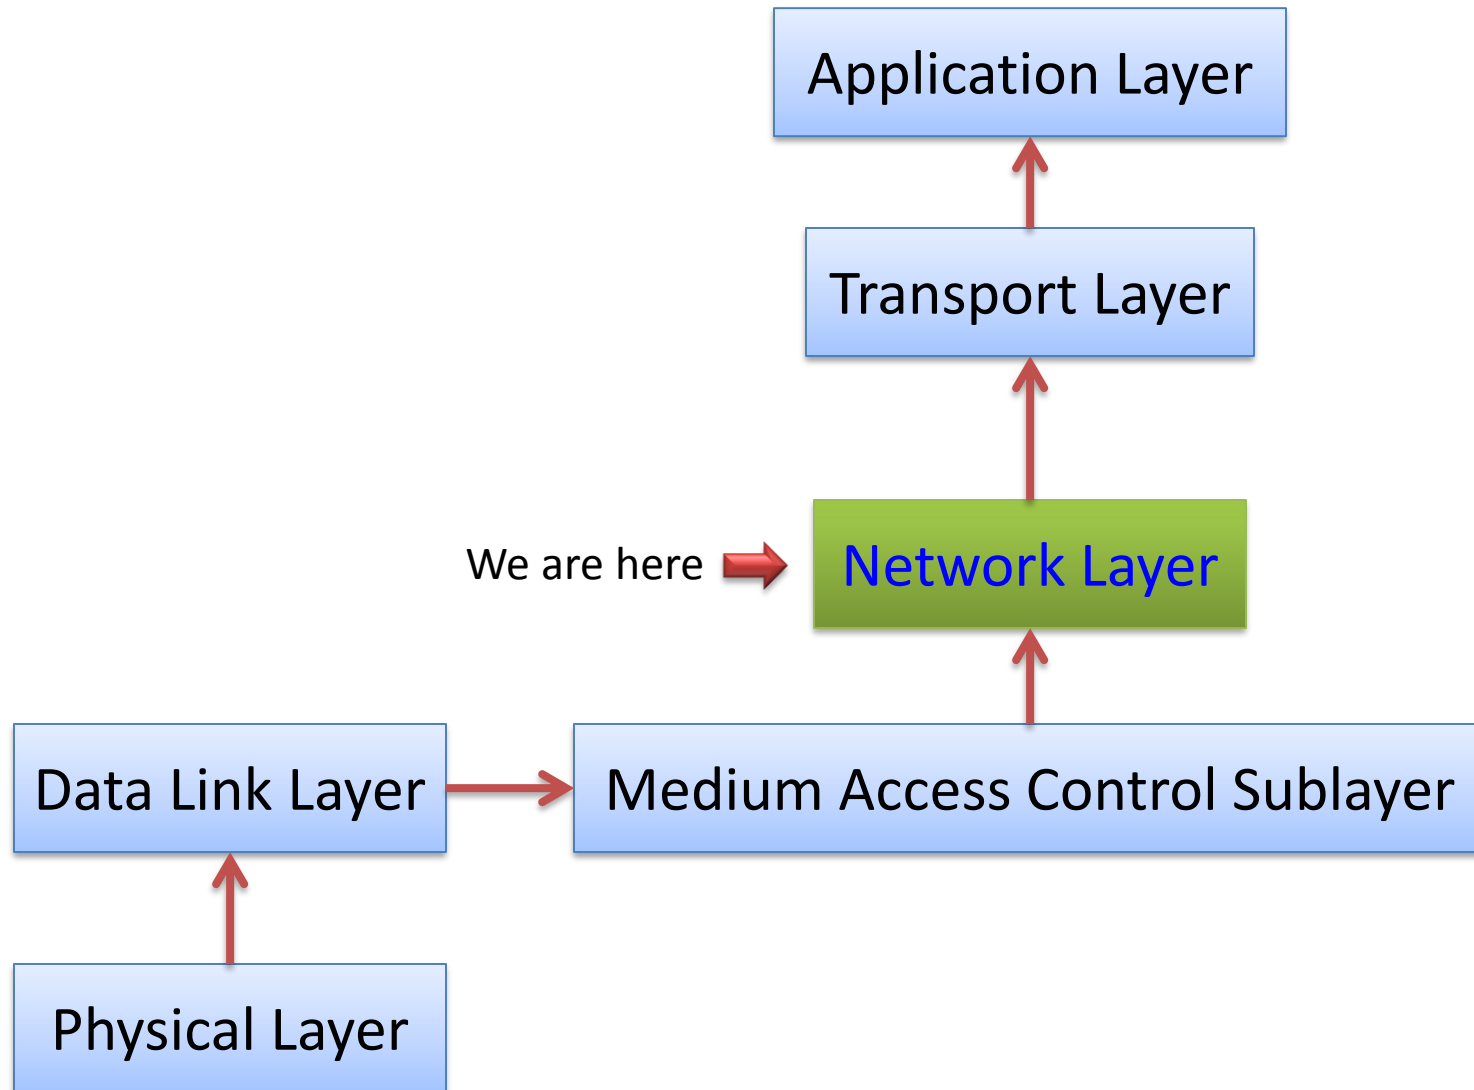 Application Layer
Transport Layer
We are here
Network Layer
Data Link Layer
Medium Access Control Sublayer
Physical Layer